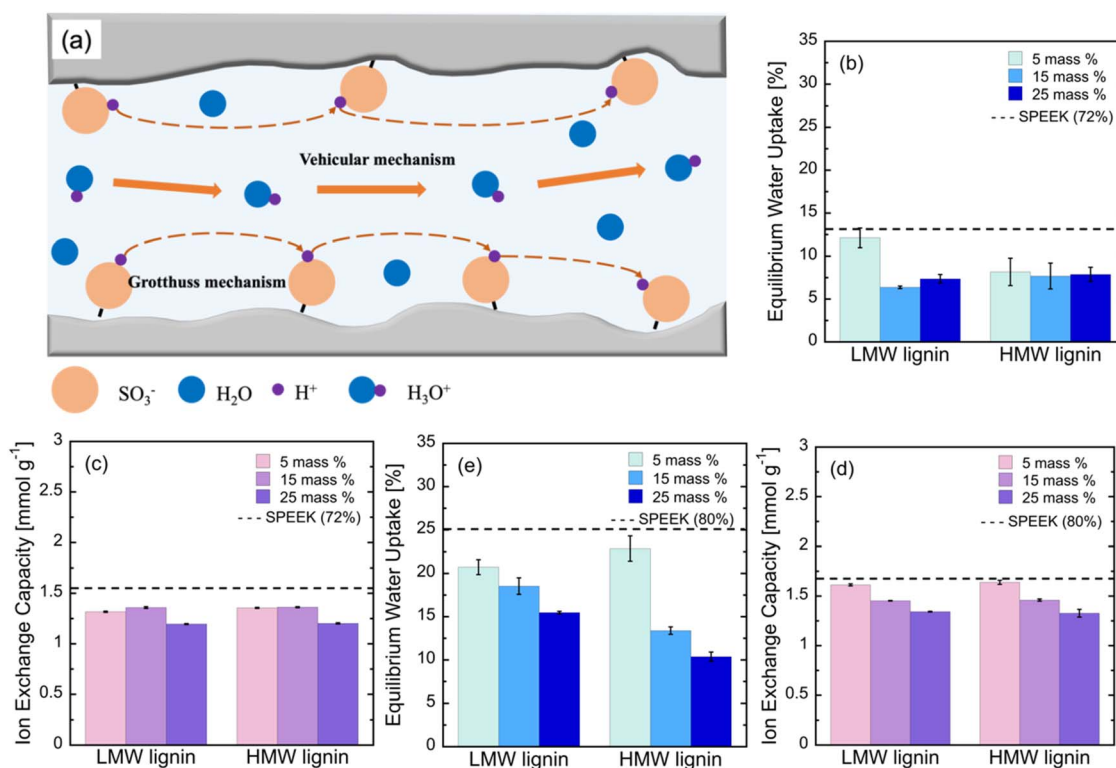 (a)
Vehicular mechanism
Grotthuss mechanism
SO₃⁻
H₂O
H⁺
H₃O⁺
(b)
5 mass %
15 mass %
25 mass %
SPEEK (72%)
Equilibrium Water Uptake [%]
35
30
25
20
15
10
5
0
LMW lignin
HMW lignin
(c)
5 mass %
15 mass %
25 mass %
SPEEK (72%)
Ion Exchange Capacity [mmol g⁻¹]
3
2.5
2
1.5
1
0.5
0
LMW lignin
HMW lignin
(e)
5 mass %
15 mass %
25 mass %
SPEEK (80%)
Equilibrium Water Uptake [%]
35
30
25
20
15
10
5
0
LMW lignin
HMW lignin
(d)
5 mass %
15 mass %
25 mass %
SPEEK (80%)
Ion Exchange Capacity [mmol g⁻¹]
3
2.5
2
1.5
1
0.5
0
LMW lignin
HMW lignin